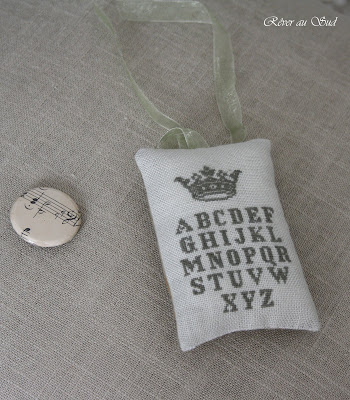 Rêver au Sud
ABCDEF
GHIJKL
MNOPQR
STUVW
XYZ